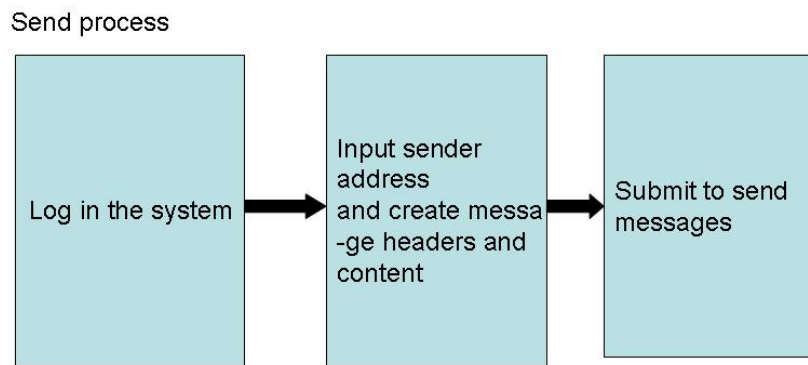 Send process
Log in the system
Input sender
address
and create messa
-ge headers and
content
Submit to send
messages